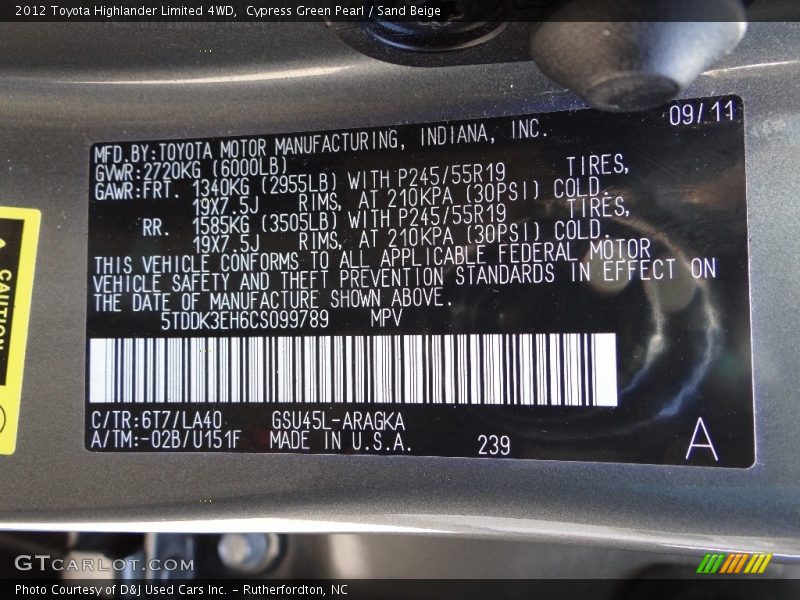 2012 Toyota Highlander Limited 4WD,  Cypress Green Pearl / Sand Beige
09/11
MFD.BY:TOYOTA MOTOR MANUFACTURING, INDIANA, INC.
GVWR:2720KG (6000LB)
GAWR:FRT. 1340KG (2955LB) WITH P245/55R19 TIRES,
19X7.5J RIMS, AT 210KPA (30PSI) COLD.
RR. 1585KG (3505LB) WITH P245/55R19 TIRES,
19X7.5J RIMS, AT 210KPA (30PSI) COLD.
THIS VEHICLE CONFORMS TO ALL APPLICABLE FEDERAL MOTOR
VEHICLE SAFETY AND THEFT PREVENTION STANDARDS IN EFFECT ON
THE DATE OF MANUFACTURE SHOWN ABOVE.
5TDDK3EH6CS099789 MPV
C/TR:6T7/LA40 GSU45L-ARAGKA
A/TM:-02B/U151F MADE IN U.S.A. 239
A
CAUTION
GTCARLOT.COM
Photo Courtesy of D&J Used Cars Inc. – Rutherfordton, NC